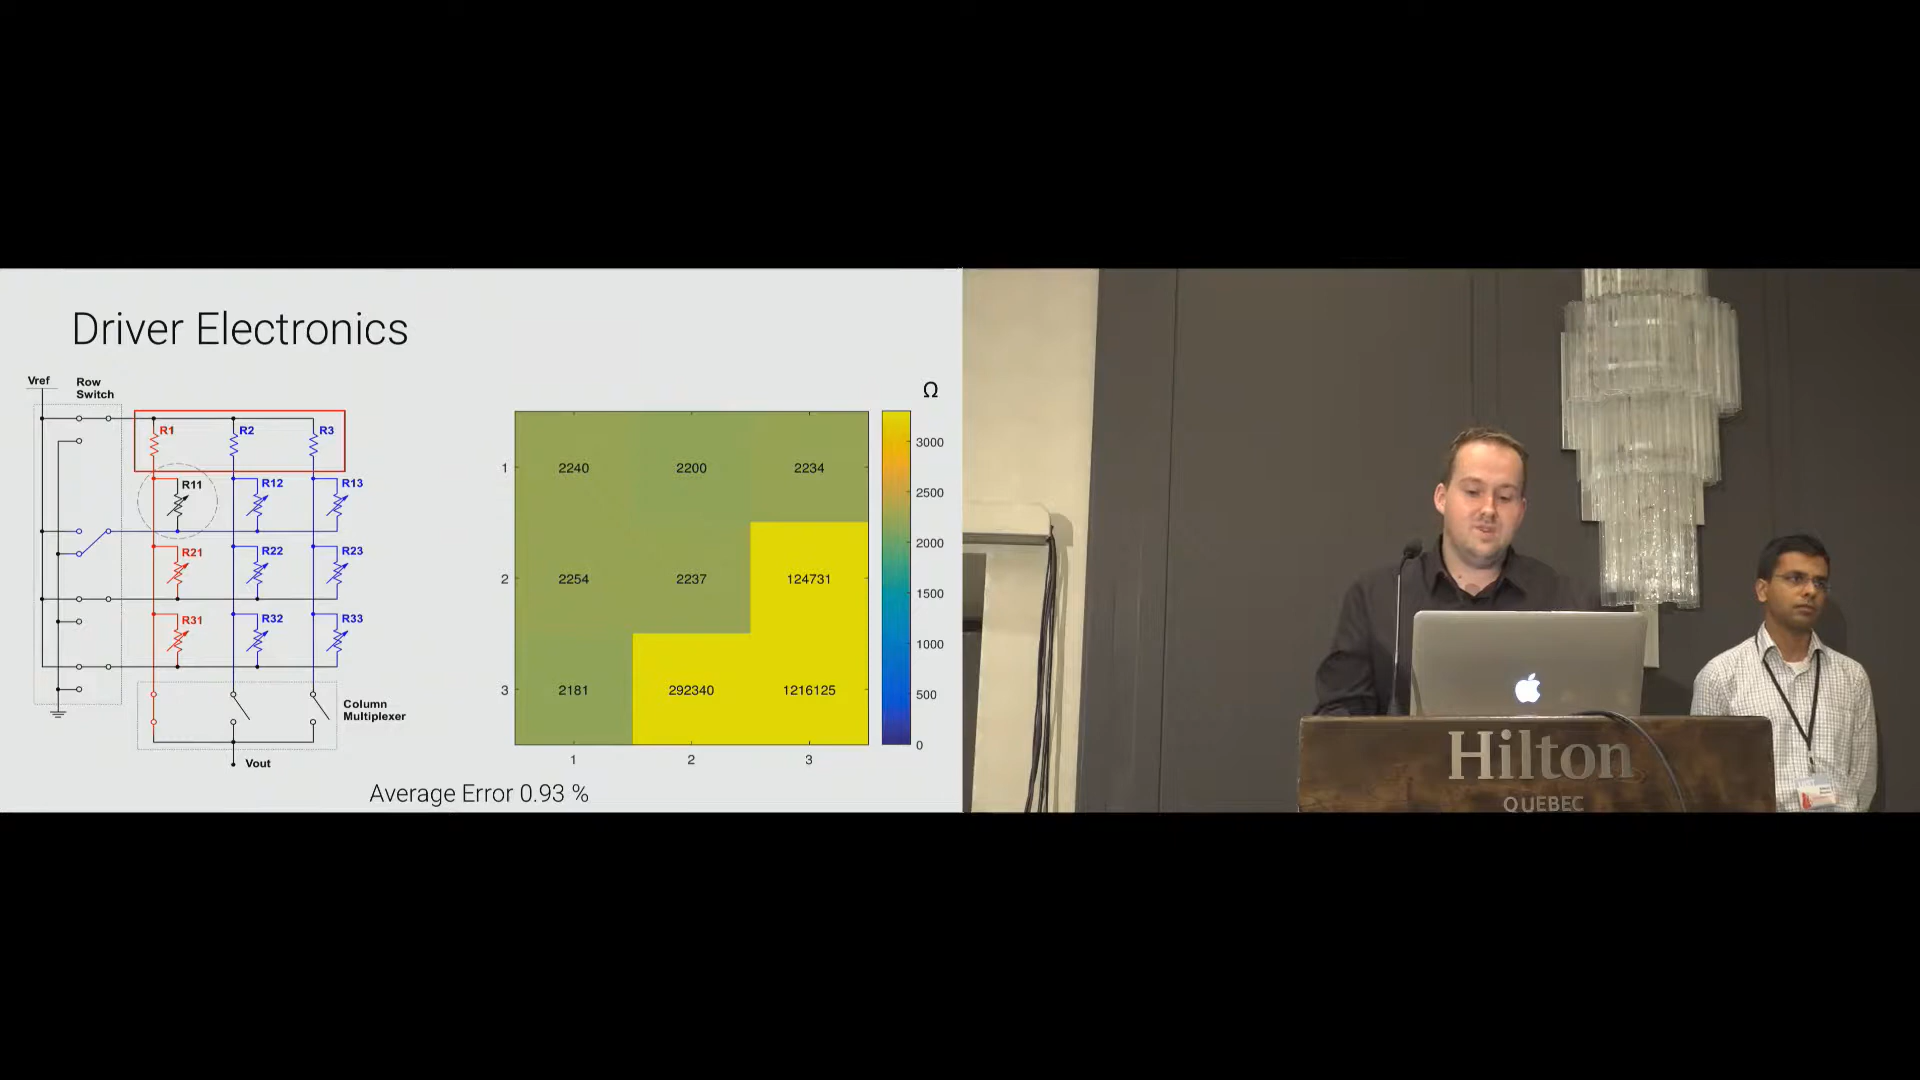 Driver Electronics
Vref
Row
Switch
R1
R2
R3
R11
R12
R13
R21
R22
R23
R31
R32
R33
Column
Multiplexer
Vout
Ω
1
2240
2200
2234
2
2254
2237
124731
3
2181
292340
1216125
1
2
3
3000
2500
2000
1500
1000
500
0
Average Error 0.93 %
Hilton
QUEBEC